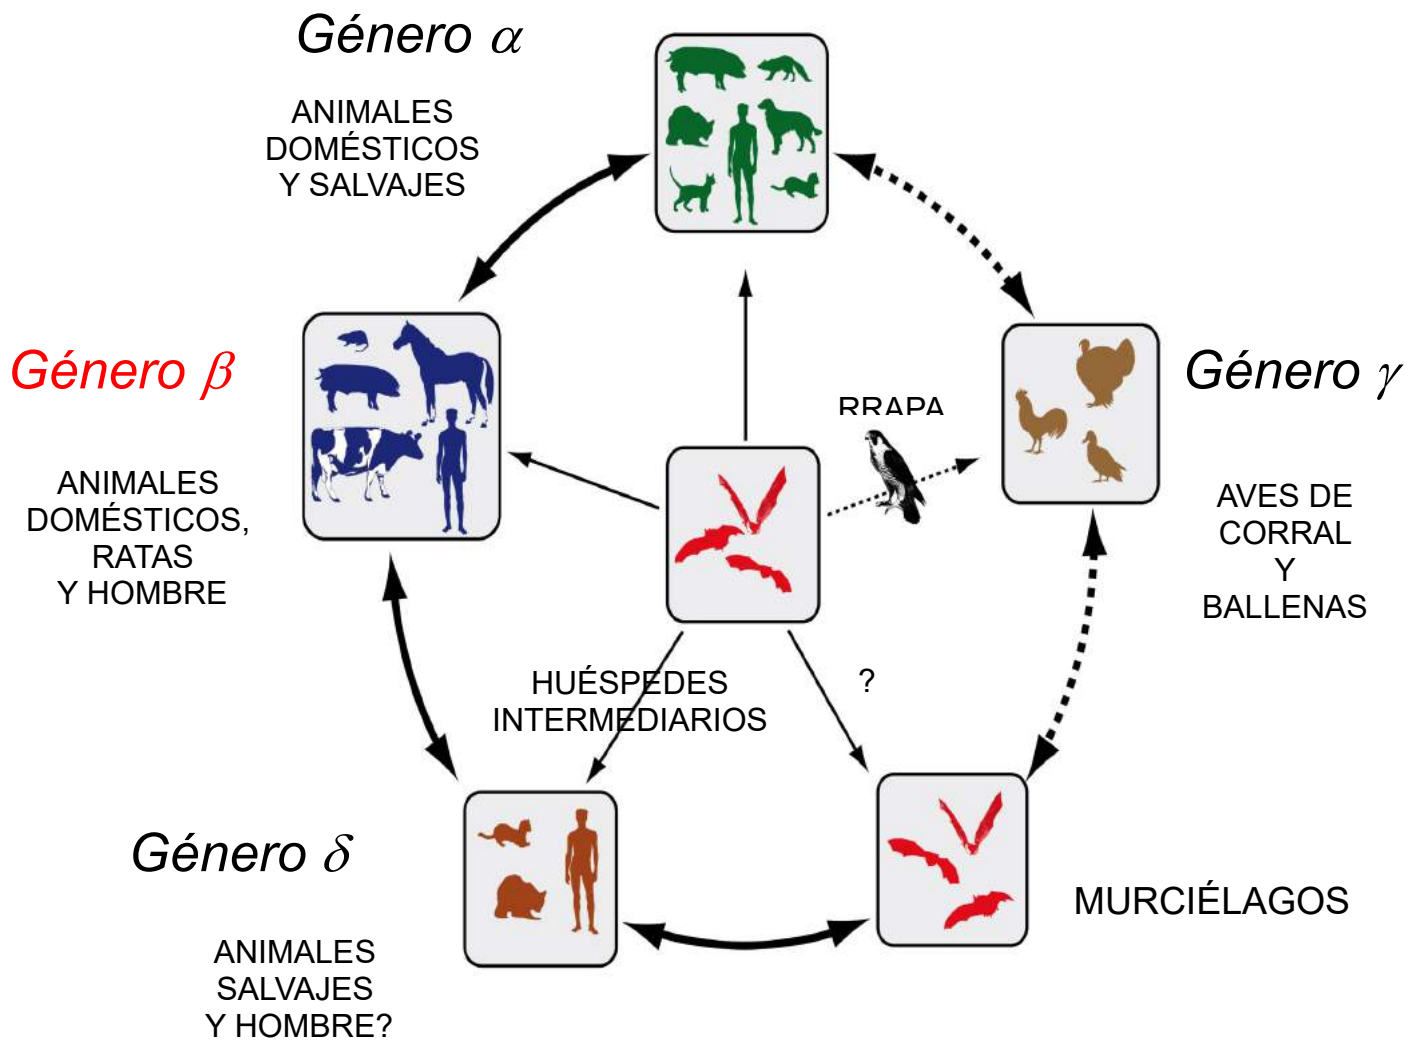 Género α
ANIMALES
DOMÉSTICOS
Y SALVAJES
Género β
ANIMALES
DOMÉSTICOS,
RATAS
Y HOMBRE
RRAPA
Género γ
AVES DE
CORRAL
Y
BALLENAS
HUÉSPEDES
INTERMEDIARIOS
?
Género δ
ANIMALES
SALVAJES
Y HOMBRE?
MURCIÉLAGOS